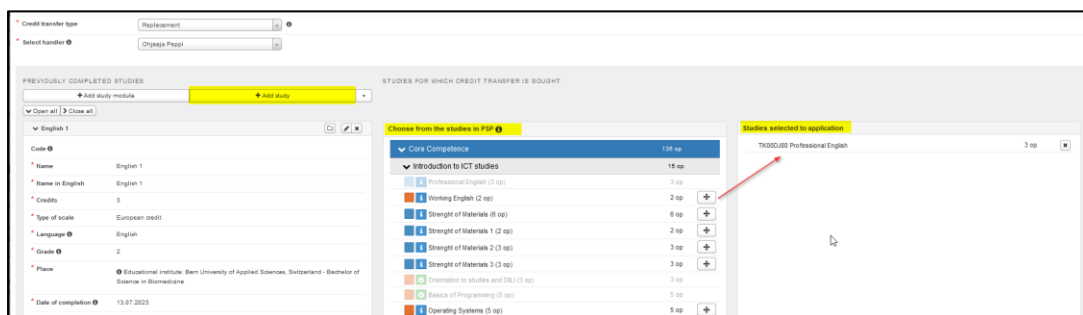 * Credit transfer type
Replacement
* Select handler
Ohjaaja Peppi
PREVIOUSLY COMPLETED STUDIES
+ Add study module
+ Add study
Open all
Close all
English 1
Code
* Name
English 1
* Name in English
English 1
* Credits
3
* Type of scale
European credit
* Language
English
* Grade
2
* Place
Educational institute: Bern University of Applied Sciences, Switzerland - Bachelor of
Science in Biomedicine
* Date of completion
13.07.2023
STUDIES FOR WHICH CREDIT TRANSFER IS SOUGHT
Choose from the studies in PSP
Core Competence 138 op
Introduction to ICT studies 18 op
Professional English (3 op) 3 op
Working English (2 op) 2 op
Strenght of Materials (6 op) 6 op
Strenght of Materials 1 (2 op) 2 op
Strenght of Materials 2 (3 op) 3 op
Strenght of Materials 3 (3 op) 3 op
Orientation to studies and DILI (3 op) 3 op
Basics of Programming (5 op) 5 op
Operating Systems (5 op) 5 op
Studies selected to application
TK00DJ80 Professional English 3 op